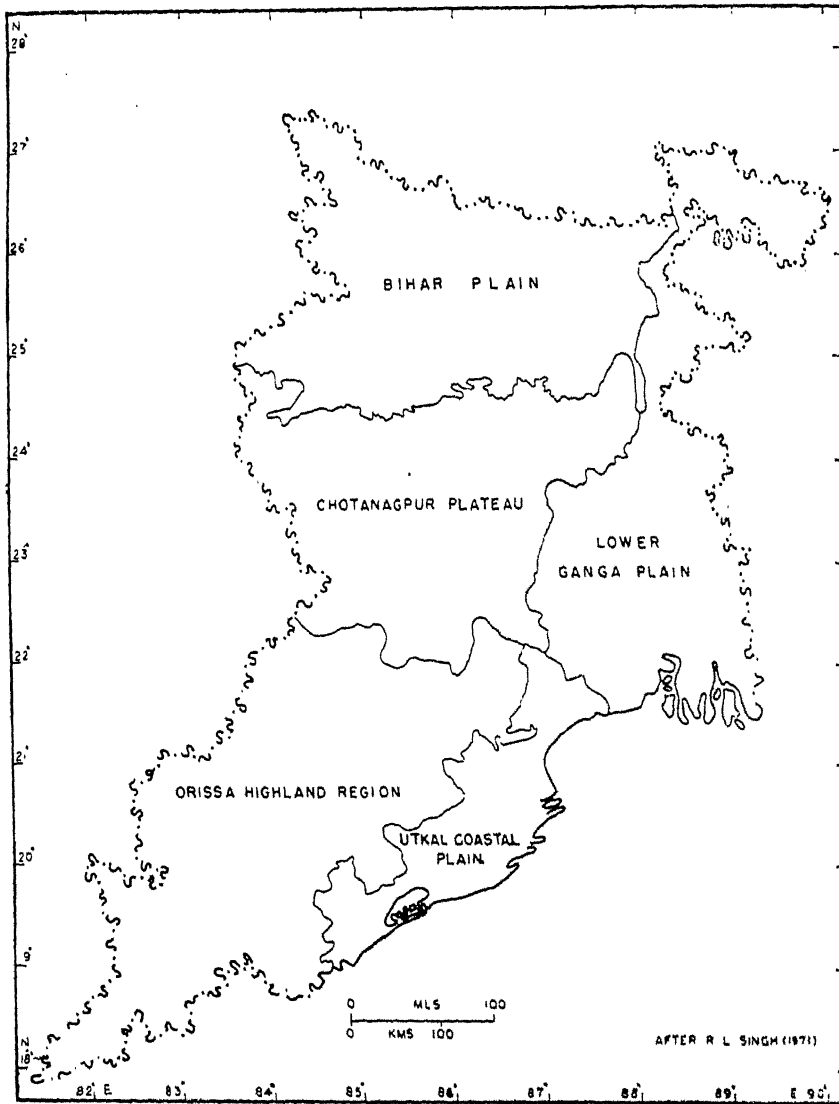 N
28°
27°
26°
25°
24°
23°
22°
21°
20°
19°
18° N
BIHAR PLAIN
CHOTANAGPUR PLATEAU
LOWER
GANGA PLAIN
ORISSA HIGHLAND REGION
UTKAL COASTAL
PLAIN
0 MLS 100
0 KMS 100
AFTER R L SINGH (1971)
82° E 83° 84° 85° 86° 87° 88° 89° E 90°